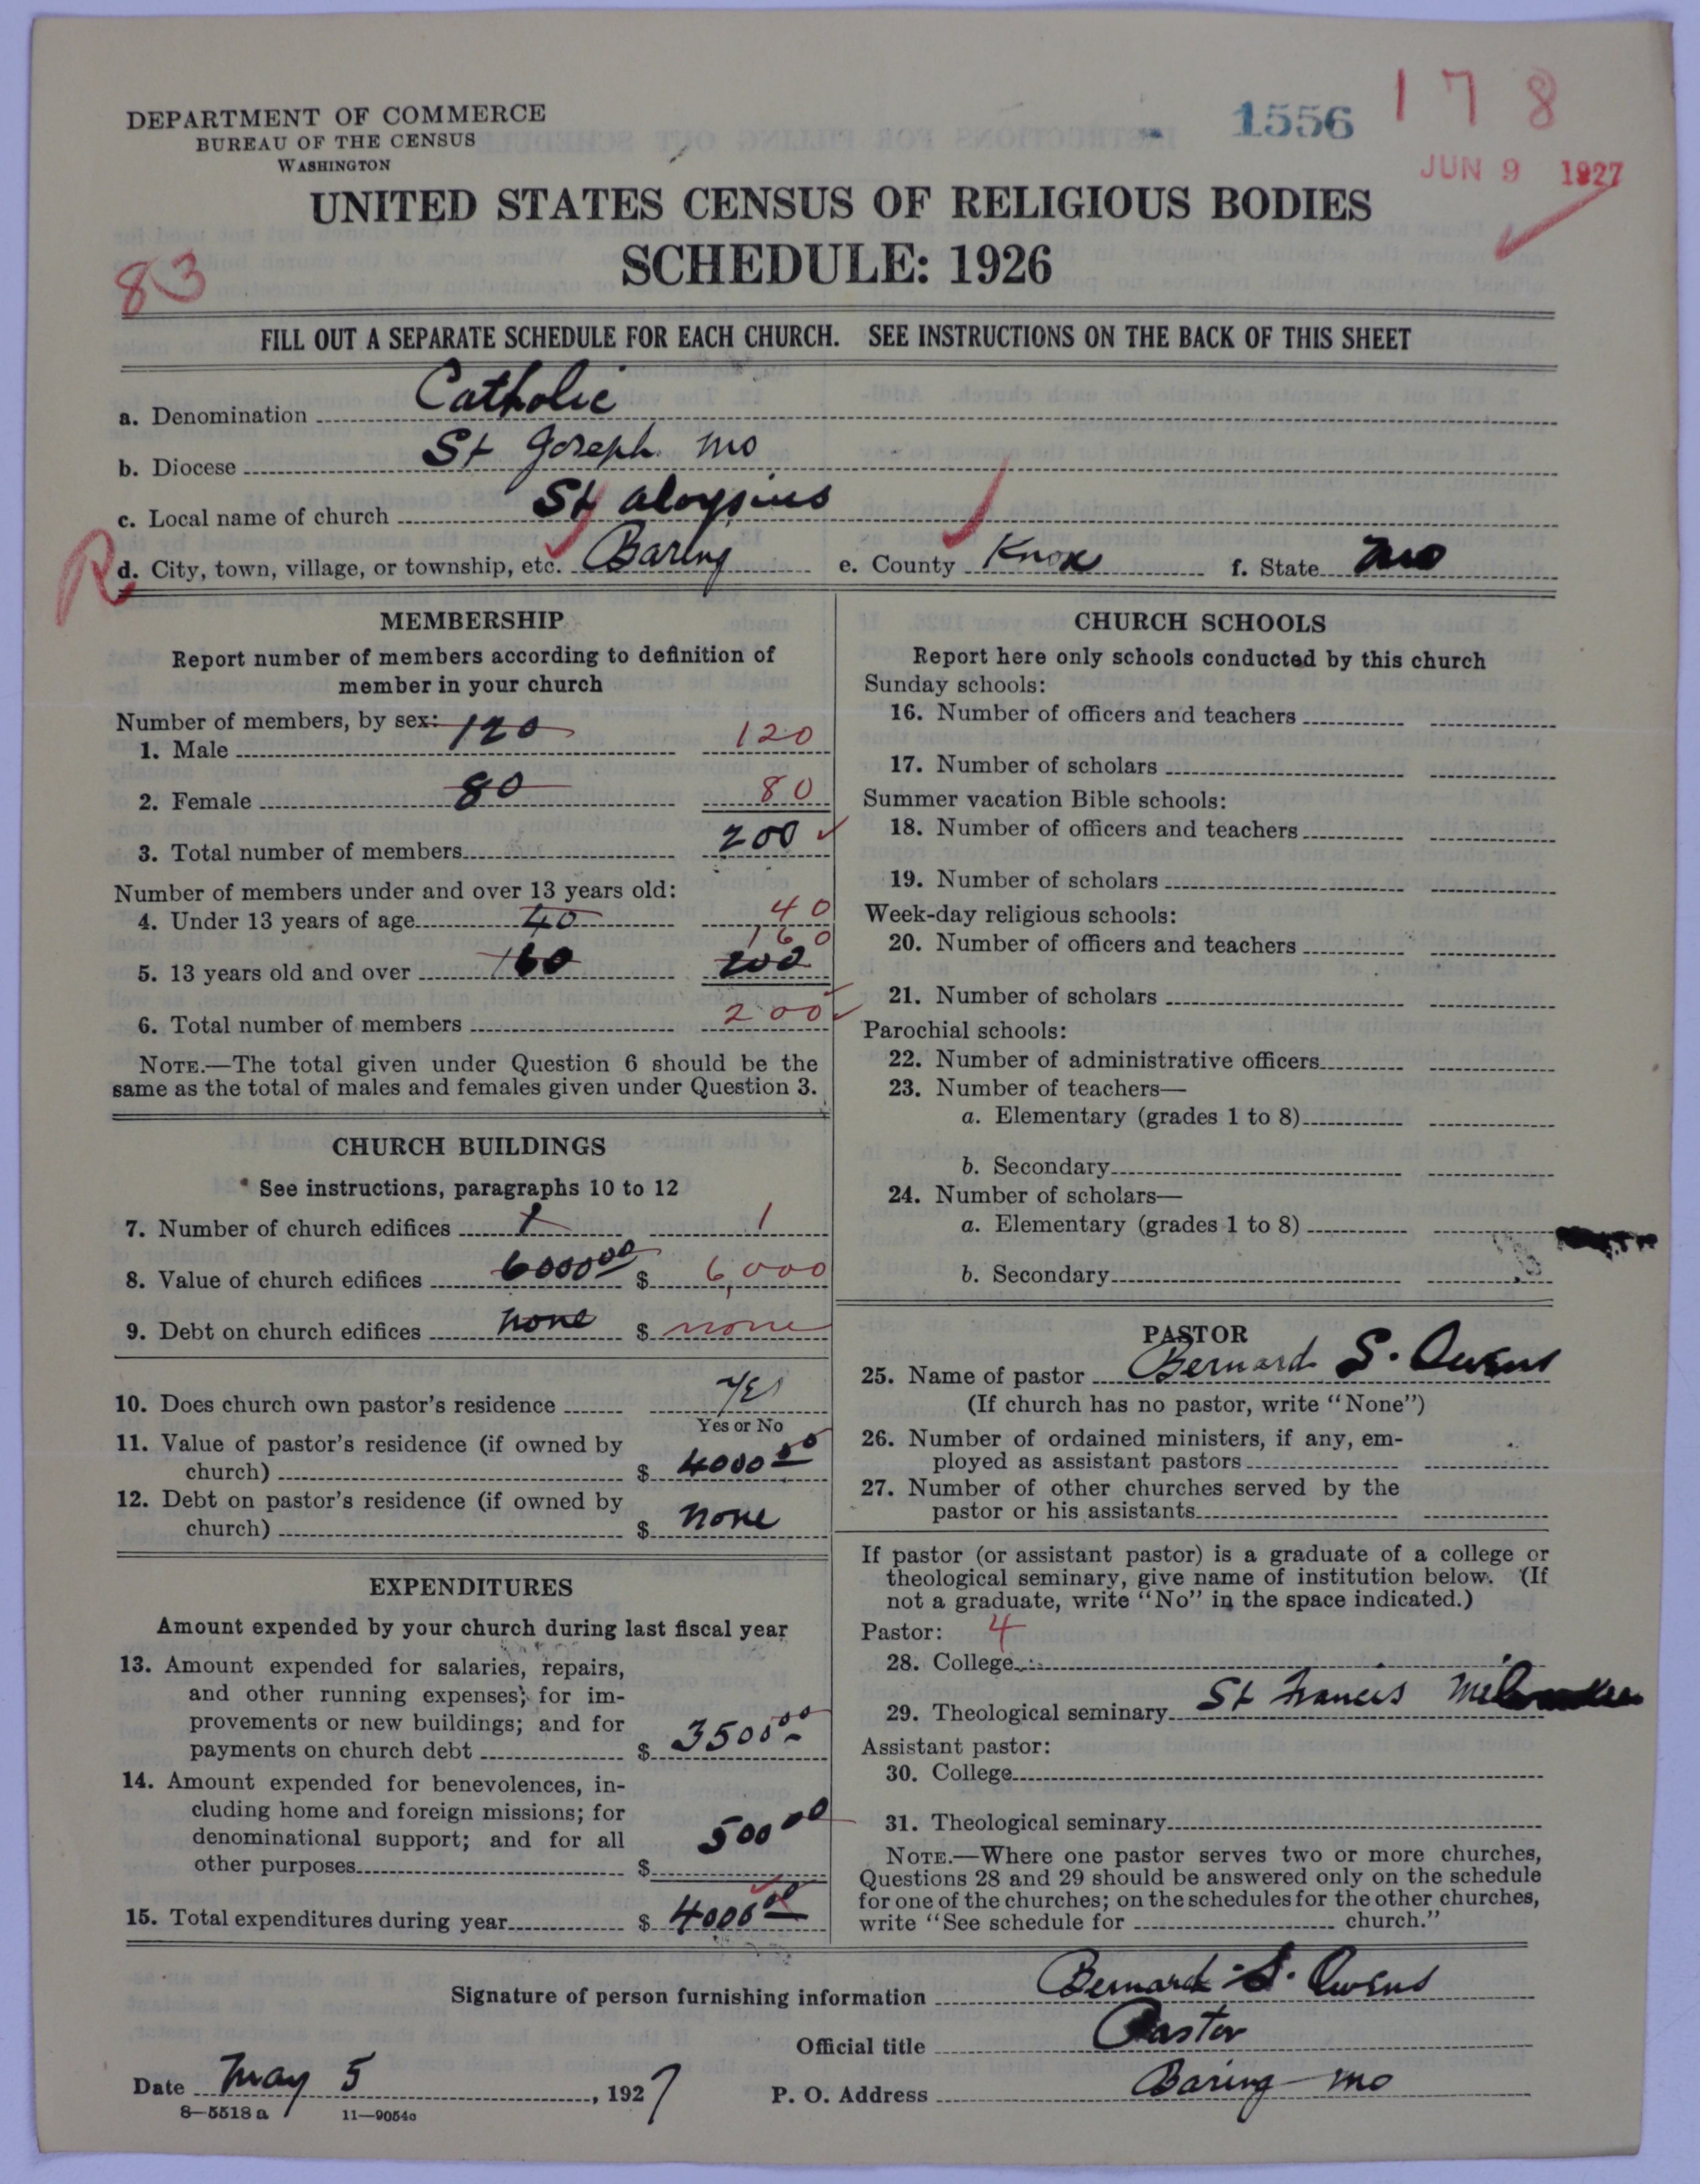 DEPARTMENT OF COMMERCE
BUREAU OF THE CENSUS
WASHINGTON
1556
178
JUN 9 1927
UNITED STATES CENSUS OF RELIGIOUS BODIES
SCHEDULE: 1926
83
FILL OUT A SEPARATE SCHEDULE FOR EACH CHURCH. SEE INSTRUCTIONS ON THE BACK OF THIS SHEET
a. Denomination Catholic
b. Diocese St Joseph Mo
c. Local name of church St Aloysius
R
d. City, town, village, or township, etc. Baring e. County Knox f. State Mo
MEMBERSHIP
Report number of members according to definition of
member in your church
Number of members, by sex:
1. Male 120 120
2. Female 80 80
3. Total number of members 200
Number of members under and over 13 years old:
4. Under 13 years of age 40 40
160
5. 13 years old and over 160 200
6. Total number of members 200
NOTE.—The total given under Question 6 should be the
same as the total of males and females given under Question 3.
CHURCH BUILDINGS
See instructions, paragraphs 10 to 12
7. Number of church edifices 1 1
8. Value of church edifices 6000 00 $ 6,000
9. Debt on church edifices none $ none
10. Does church own pastor's residence Yes
Yes or No
11. Value of pastor's residence (if owned by
church) $ 4000 00
12. Debt on pastor's residence (if owned by
church) $ none
EXPENDITURES
Amount expended by your church during last fiscal year
13. Amount expended for salaries, repairs,
and other running expenses; for im-
provements or new buildings; and for
payments on church debt $ 3500 00
14. Amount expended for benevolences, in-
cluding home and foreign missions; for
denominational support; and for all
other purposes $ 500 00
15. Total expenditures during year $ 4000 00
CHURCH SCHOOLS
Report here only schools conducted by this church
Sunday schools:
16. Number of officers and teachers
17. Number of scholars
Summer vacation Bible schools:
18. Number of officers and teachers
19. Number of scholars
Week-day religious schools:
20. Number of officers and teachers
21. Number of scholars
Parochial schools:
22. Number of administrative officers
23. Number of teachers—
a. Elementary (grades 1 to 8)
b. Secondary
24. Number of scholars—
a. Elementary (grades 1 to 8)
b. Secondary
PASTOR
25. Name of pastor Bernard S. Owens
(If church has no pastor, write "None")
26. Number of ordained ministers, if any, em-
ployed as assistant pastors
27. Number of other churches served by the
pastor or his assistants
If pastor (or assistant pastor) is a graduate of a college or
theological seminary, give name of institution below. (If
not a graduate, write "No" in the space indicated.)
Pastor: 4
28. College
29. Theological seminary St Francis
Assistant pastor:
30. College
31. Theological seminary
NOTE.—Where one pastor serves two or more churches,
Questions 28 and 29 should be answered only on the schedule
for one of the churches; on the schedules for the other churches,
write "See schedule for church."
Signature of person furnishing information Bernard S. Owens
Official title Pastor
Date May 5, 1927 P. O. Address Baring Mo
8—5518 a 11—9054